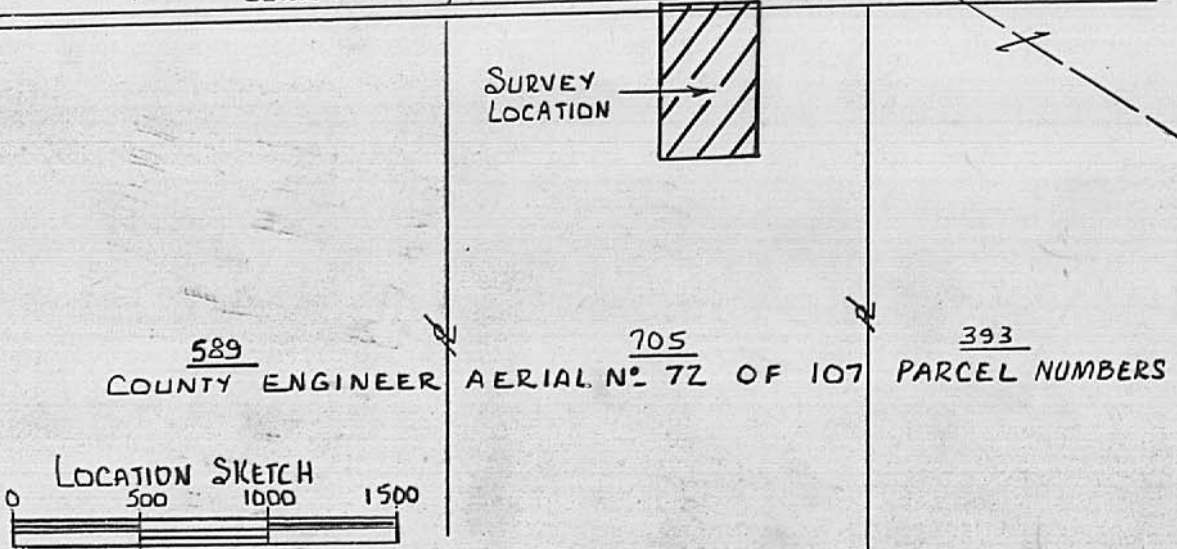 SURVEY
LOCATION
589 705 393
COUNTY ENGINEER AERIAL Nº 72 OF 107 PARCEL NUMBERS
LOCATION SKETCH
0 500 1000 1500